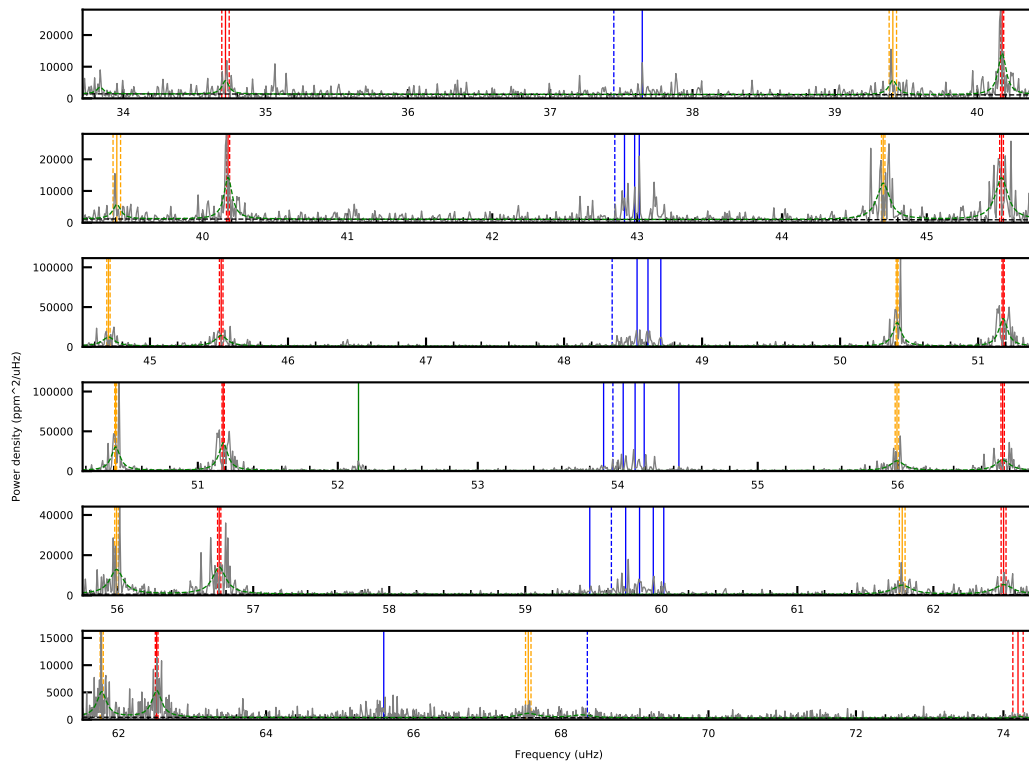 20000
10000
0
34 35 36 37 38 39 40
20000
10000
0
40 41 42 43 44 45
100000
50000
0
45 46 47 48 49 50 51
Power density (ppm^2/uHz)
100000
50000
0
51 52 53 54 55 56
40000
20000
0
56 57 58 59 60 61 62
15000
10000
5000
0
62 64 66 68 70 72 74
Frequency (uHz)